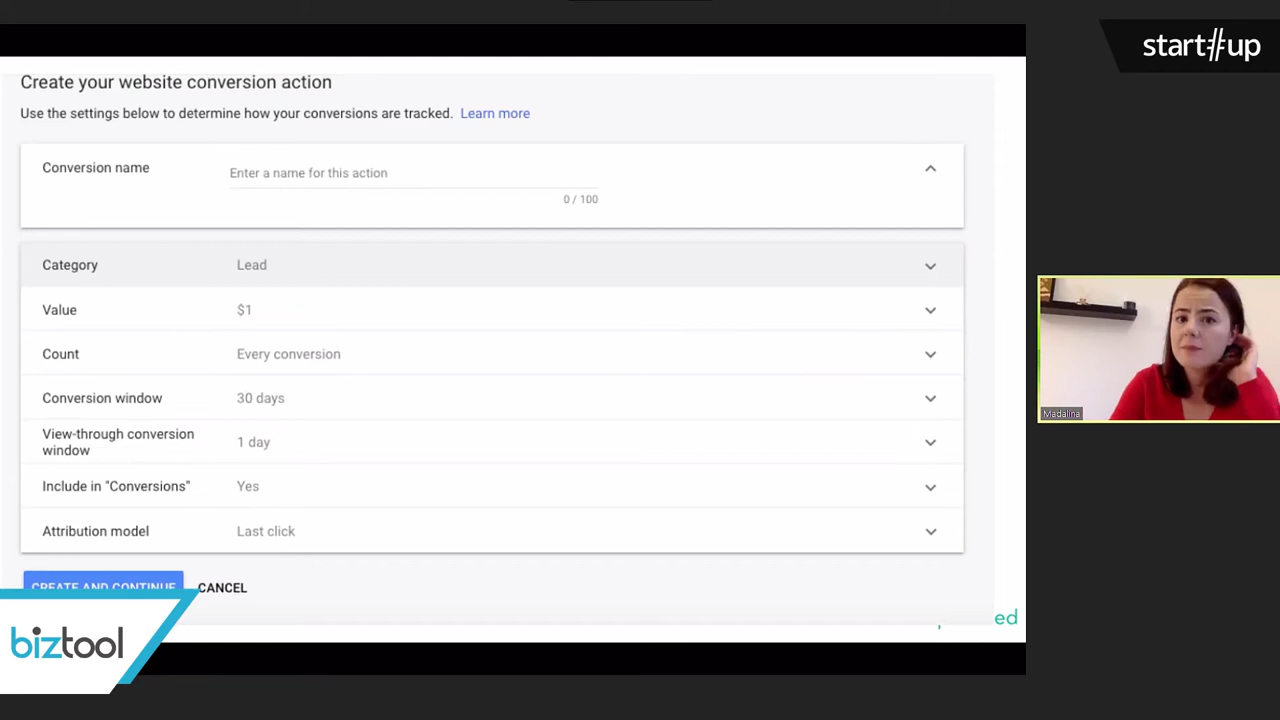 start#up
Create your website conversion action
Use the settings below to determine how your conversions are tracked. Learn more
Conversion name
Enter a name for this action
0 / 100
Category Lead
Value $1
Count Every conversion
Conversion window 30 days
View-through conversion window 1 day
Include in "Conversions" Yes
Attribution model Last click
CREATE AND CONTINUE CANCEL
Madalina
biztool